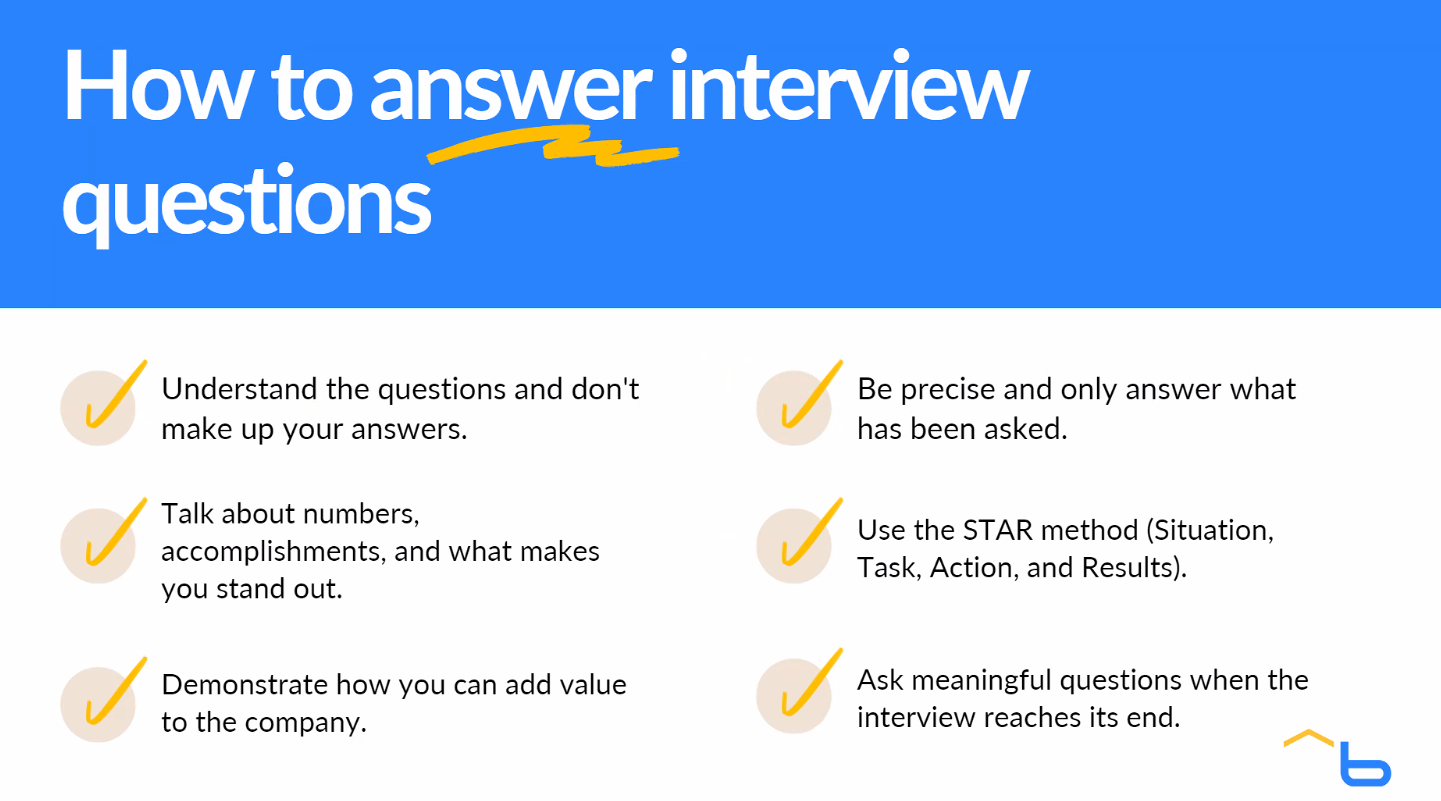 How to answer interview
questions
Understand the questions and don't
make up your answers.
Talk about numbers,
accomplishments, and what makes
you stand out.
Demonstrate how you can add value
to the company.
Be precise and only answer what
has been asked.
Use the STAR method (Situation,
Task, Action, and Results).
Ask meaningful questions when the
interview reaches its end.
b